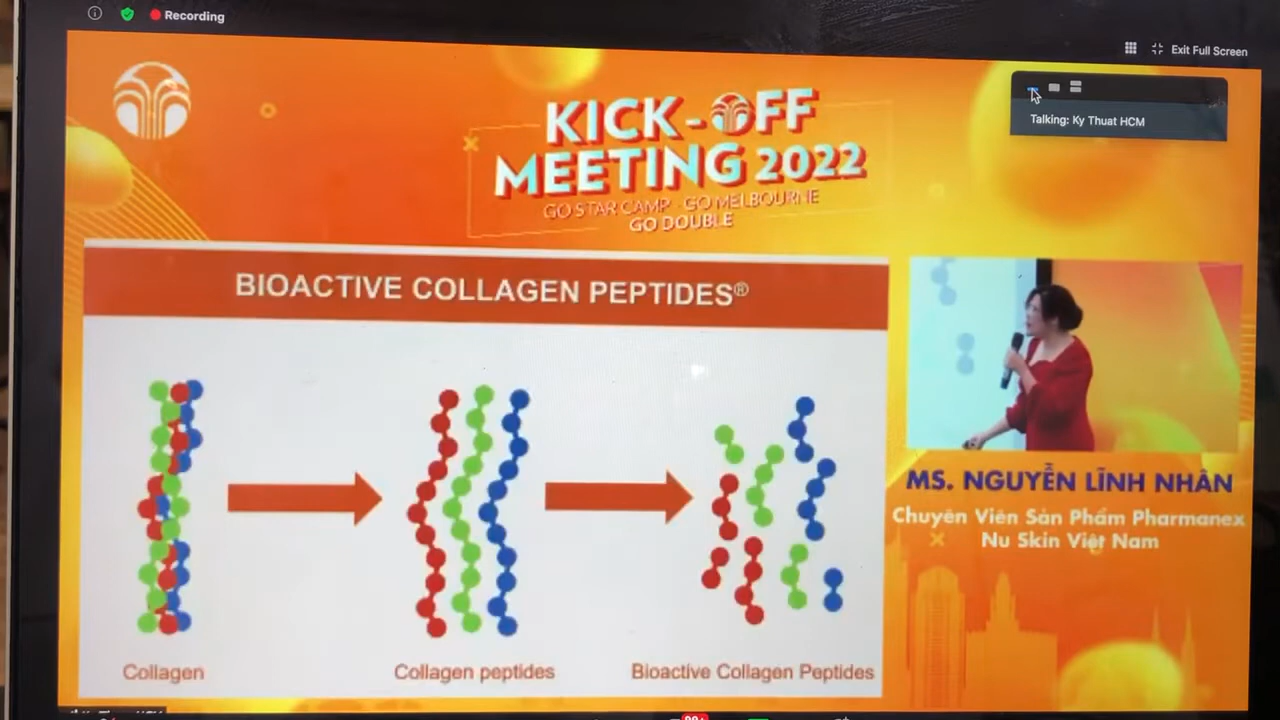 Recording
Exit Full Screen
Talking: Ky Thuat HCM
KICK-OFF
MEETING 2022
GO STAR CAMP - GO MELBOURNE
GO DOUBLE
BIOACTIVE COLLAGEN PEPTIDES®
Collagen
Collagen peptides
Bioactive Collagen Peptides
MS. NGUYỄN LĨNH NHÂN
Chuyên Viên Sản Phẩm Pharmanex
Nu Skin Việt Nam